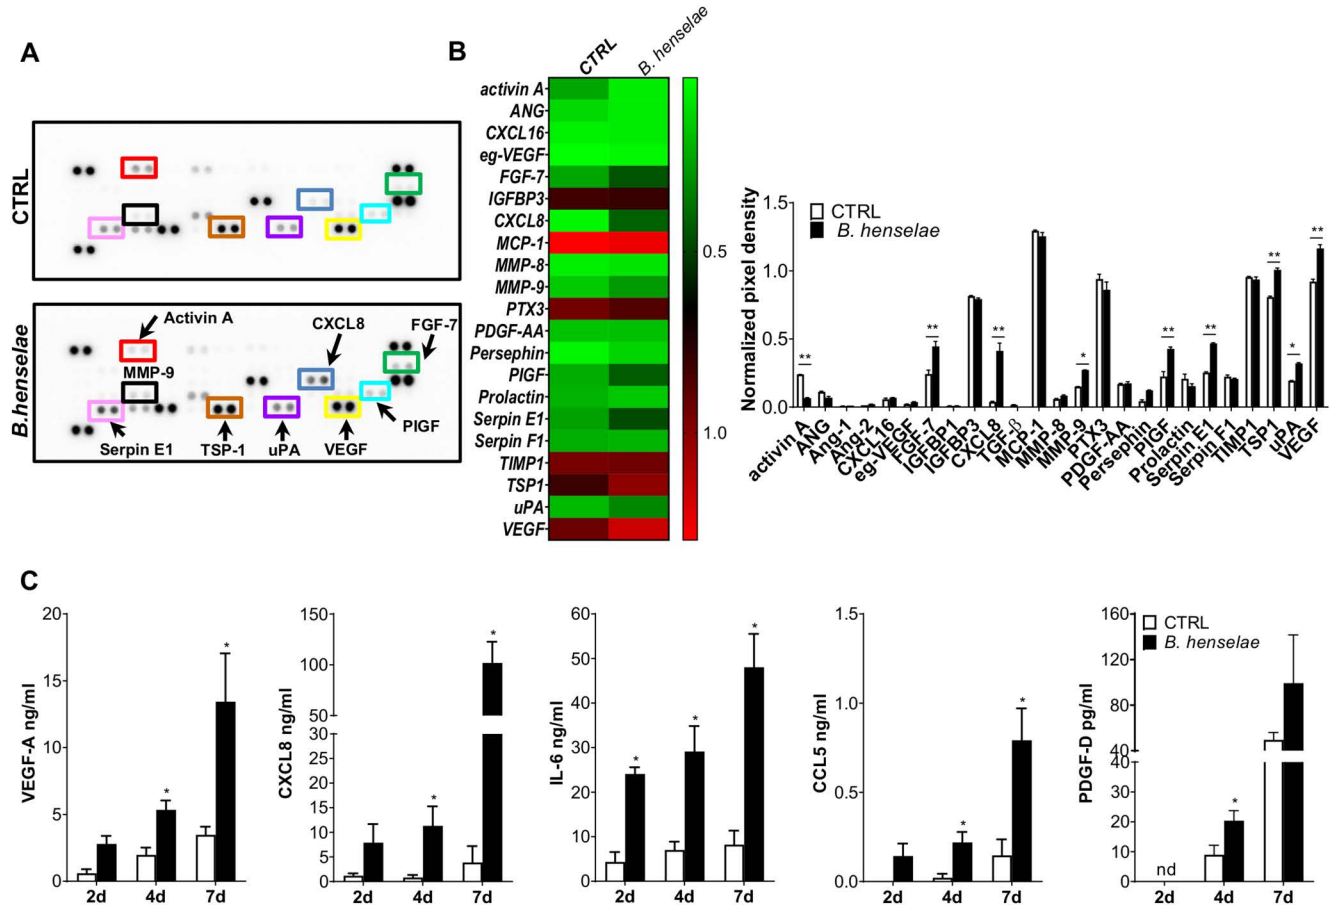 A
CTRL
B.henselae
Activin A
CXCL8
FGF-7
MMP-9
PlGF
Serpin E1
TSP-1
uPA
VEGF
B
CTRL
B. henselae
activin A
ANG
CXCL16
eg-VEGF
FGF-7
IGFBP3
CXCL8
MCP-1
MMP-8
MMP-9
PTX3
PDGF-AA
Persephin
PlGF
Prolactin
Serpin E1
Serpin F1
TIMP1
TSP1
uPA
VEGF
0.5
1.0
Normalized pixel density
1.5
1.0
0.5
0.0
CTRL
B. henselae
**
**
**
*
**
**
**
*
**
activin A
ANG
Ang-1
Ang-2
CXCL16
eg-VEGF
FGF-7
IGFBP1
IGFBP3
CXCL8
TGF-β
MCP-1
MMP-8
MMP-9
PTX3
PDGF-AA
Persephin
PlGF
Prolactin
Serpin E1
Serpin F1
TIMP1
TSP1
uPA
VEGF
C
VEGF-A ng/ml
20
15
10
5
0
*
*
2d 4d 7d
CXCL8 ng/ml
150
100
50
30
25
20
15
10
5
0
*
*
2d 4d 7d
IL-6 ng/ml
60
50
40
30
20
10
0
*
*
*
2d 4d 7d
CCL5 ng/ml
1.5
1.0
0.5
0.0
*
*
2d 4d 7d
PDGF-D pg/ml
160
120
80
40
40
30
20
10
0
CTRL
B. henselae
nd
*
2d 4d 7d